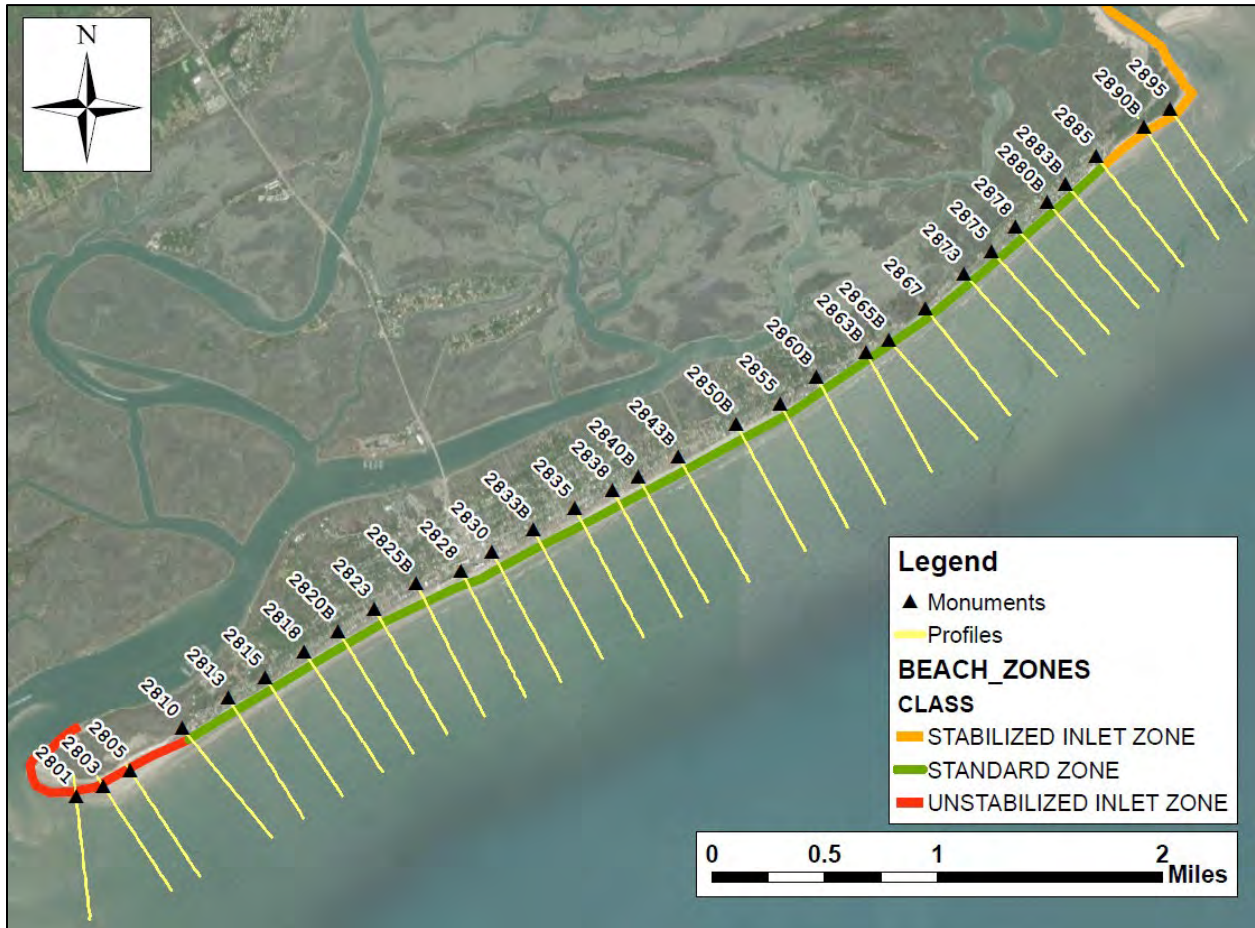 N
2895
2890B
2885
2883B
2880B
2878
2875
2873
2867
2865B
2863B
2860B
2855
2850B
2843B
2840B
2838
2835
2833B
2830
2828
2825B
2823
2820B
2818
2815
2813
2810
2805
2803
2801
Legend
Monuments
Profiles
BEACH_ZONES
CLASS
STABILIZED INLET ZONE
STANDARD ZONE
UNSTABILIZED INLET ZONE
0 0.5 1 2
Miles